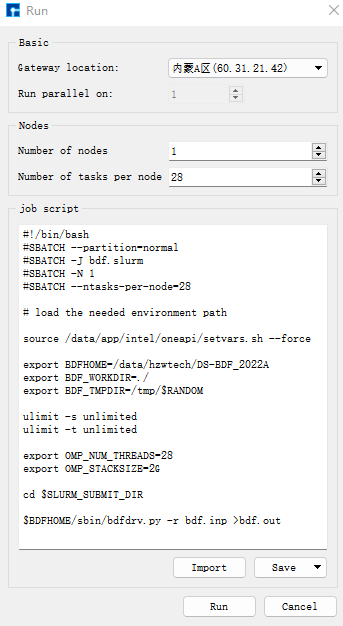 Run
Basic
Gateway location:
内蒙A区(60.31.21.42)
Run parallel on:
1
Nodes
Number of nodes
1
Number of tasks per node
28
job script
#!/bin/bash
#SBATCH --partition=normal
#SBATCH -J bdf.slurm
#SBATCH -N 1
#SBATCH --ntasks-per-node=28
# load the needed environment path
source /data/app/intel/oneapi/setvars.sh --force
export BDFHOME=/data/hzwtech/DS-BDF_2022A
export BDF_WORKDIR=./
export BDF_TMPDIR=/tmp/$RANDOM
ulimit -s unlimited
ulimit -t unlimited
export OMP_NUM_THREADS=28
export OMP_STACKSIZE=2G
cd $SLURM_SUBMIT_DIR
$BDFHOME/sbin/bdfdrv.py -r bdf.inp >bdf.out
Import
Save
Run
Cancel